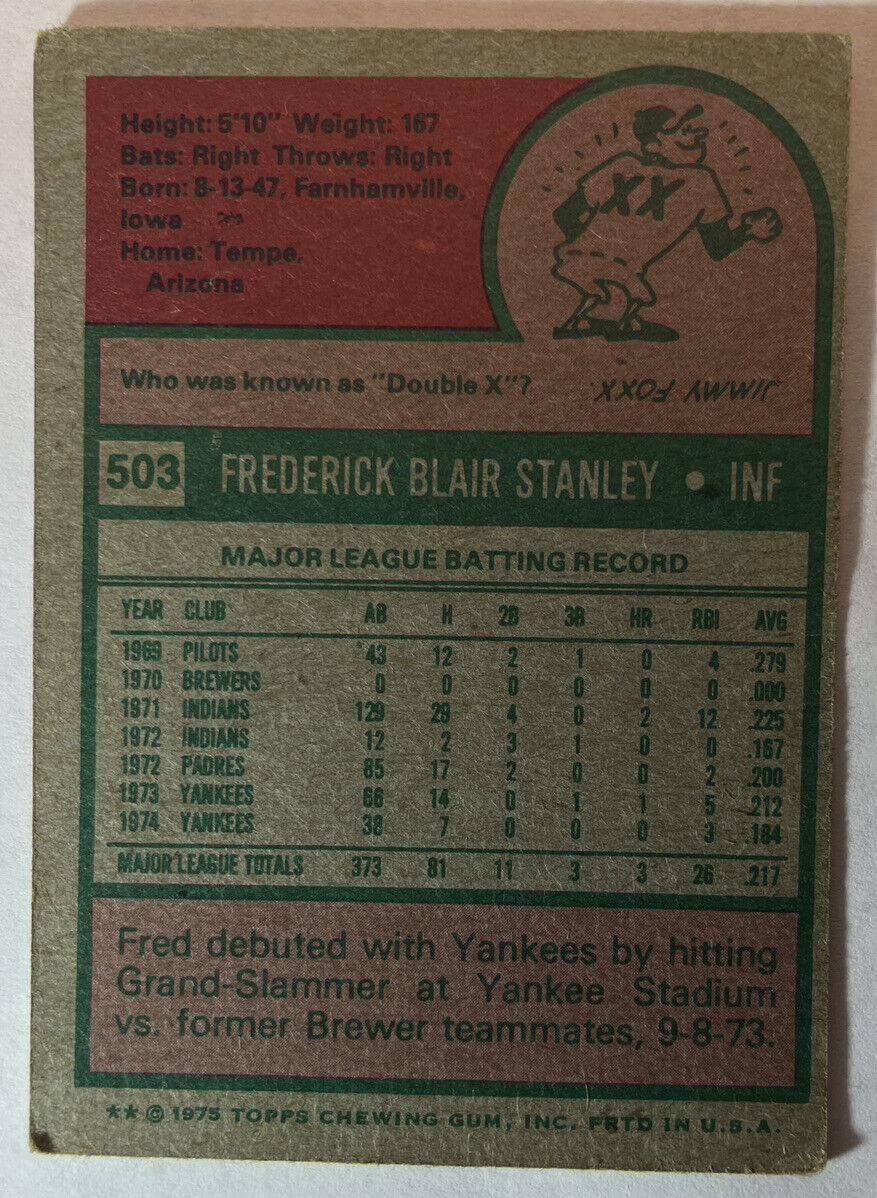 Height: 5'10" Weight: 167
Bats: Right Throws: Right
Born: 8-13-47, Farnhamville,
Iowa
Home: Tempe,
Arizona
XX
Who was known as "Double X"?
JIMMY FOXX.
503 FREDERICK BLAIR STANLEY • INF
MAJOR LEAGUE BATTING RECORD
YEAR CLUB AB H 2B 3B HR RBI AVG
1969 PILOTS 43 12 2 1 0 4 .279
1970 BREWERS 0 0 0 0 0 0 .000
1971 INDIANS 129 29 4 0 2 12 .225
1972 INDIANS 12 2 3 1 0 0 .167
1972 PADRES 85 17 2 0 0 2 .200
1973 YANKEES 66 14 0 1 1 5 .212
1974 YANKEES 38 7 0 0 0 3 .184
MAJOR LEAGUE TOTALS 373 81 11 3 3 26 .217
Fred debuted with Yankees by hitting
Grand-Slammer at Yankee Stadium
vs. former Brewer teammates, 9-8-73.
** © 1975 TOPPS CHEWING GUM, INC. PRTD IN U.S.A.